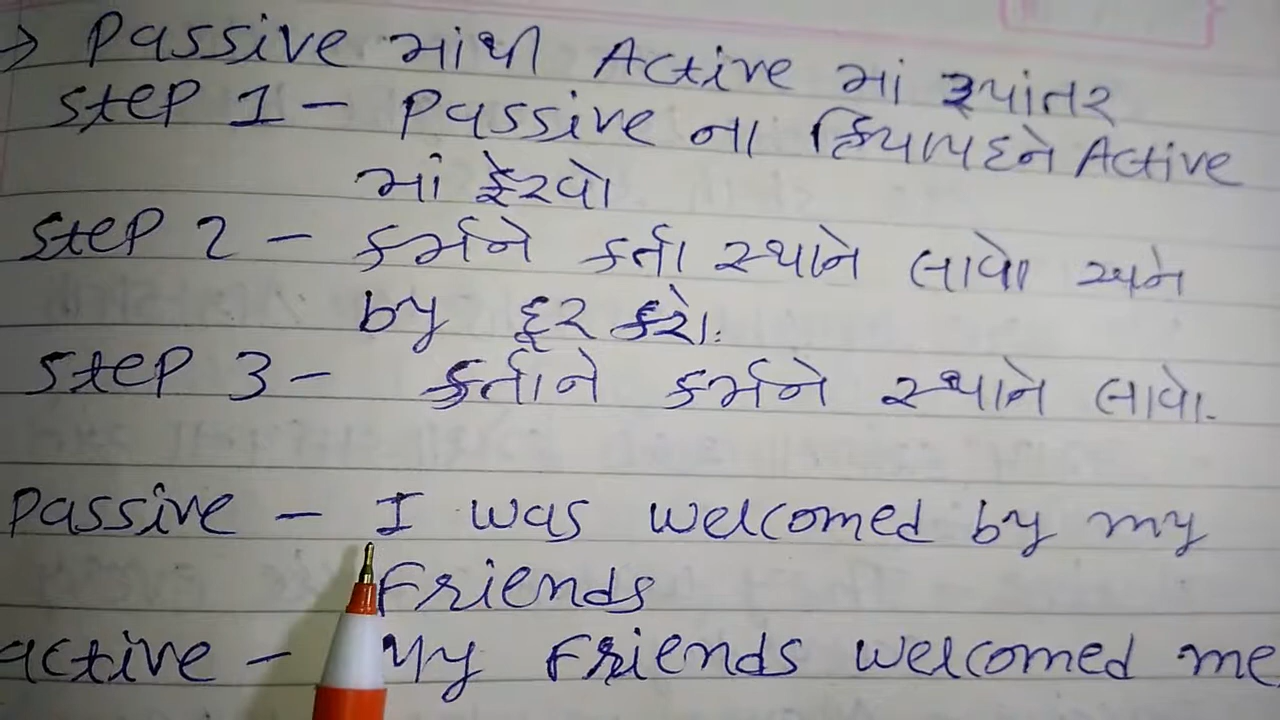 → Passive માંથી Active માં રૂપાંતર
Step 1 - Passive ના ક્રિયાપદને Active
માં ફેરવો
Step 2 - કર્મને કર્તા સ્થાને લાવો અને
by દૂર કરો.
Step 3 - કર્તાને કર્મને સ્થાને લાવો.
Passive - I was welcomed by my
Friends
active - My Friends welcomed me